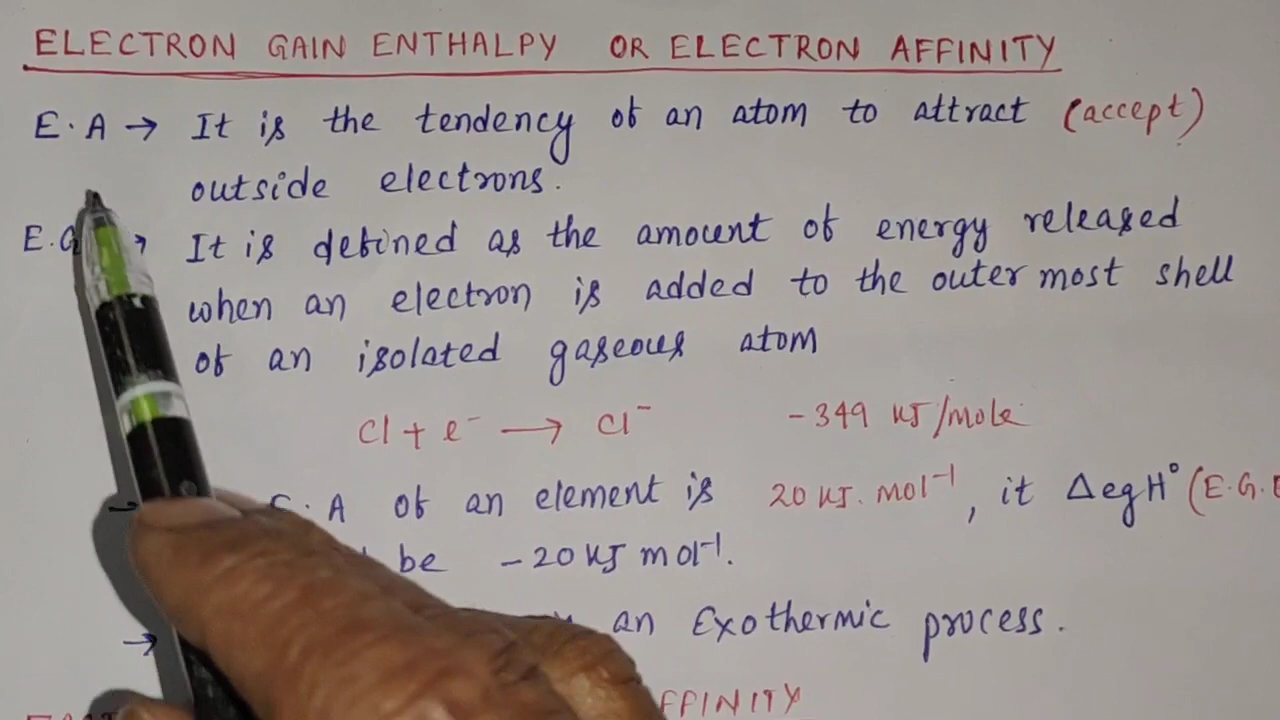 ELECTRON GAIN ENTHALPY OR ELECTRON AFFINITY
E.A → It is the tendency of an atom to attract (accept)
outside electrons.
→ It is defined as the amount of energy released
when an electron is added to the outer most shell
of an isolated gaseous atom
Cl + e⁻ → Cl⁻ -349 KJ/mole
→ E.A of an element is 20 KJ. mol⁻¹, it ΔegH° (E.G.
be -20 KJ mol⁻¹.
→ an Exothermic process.